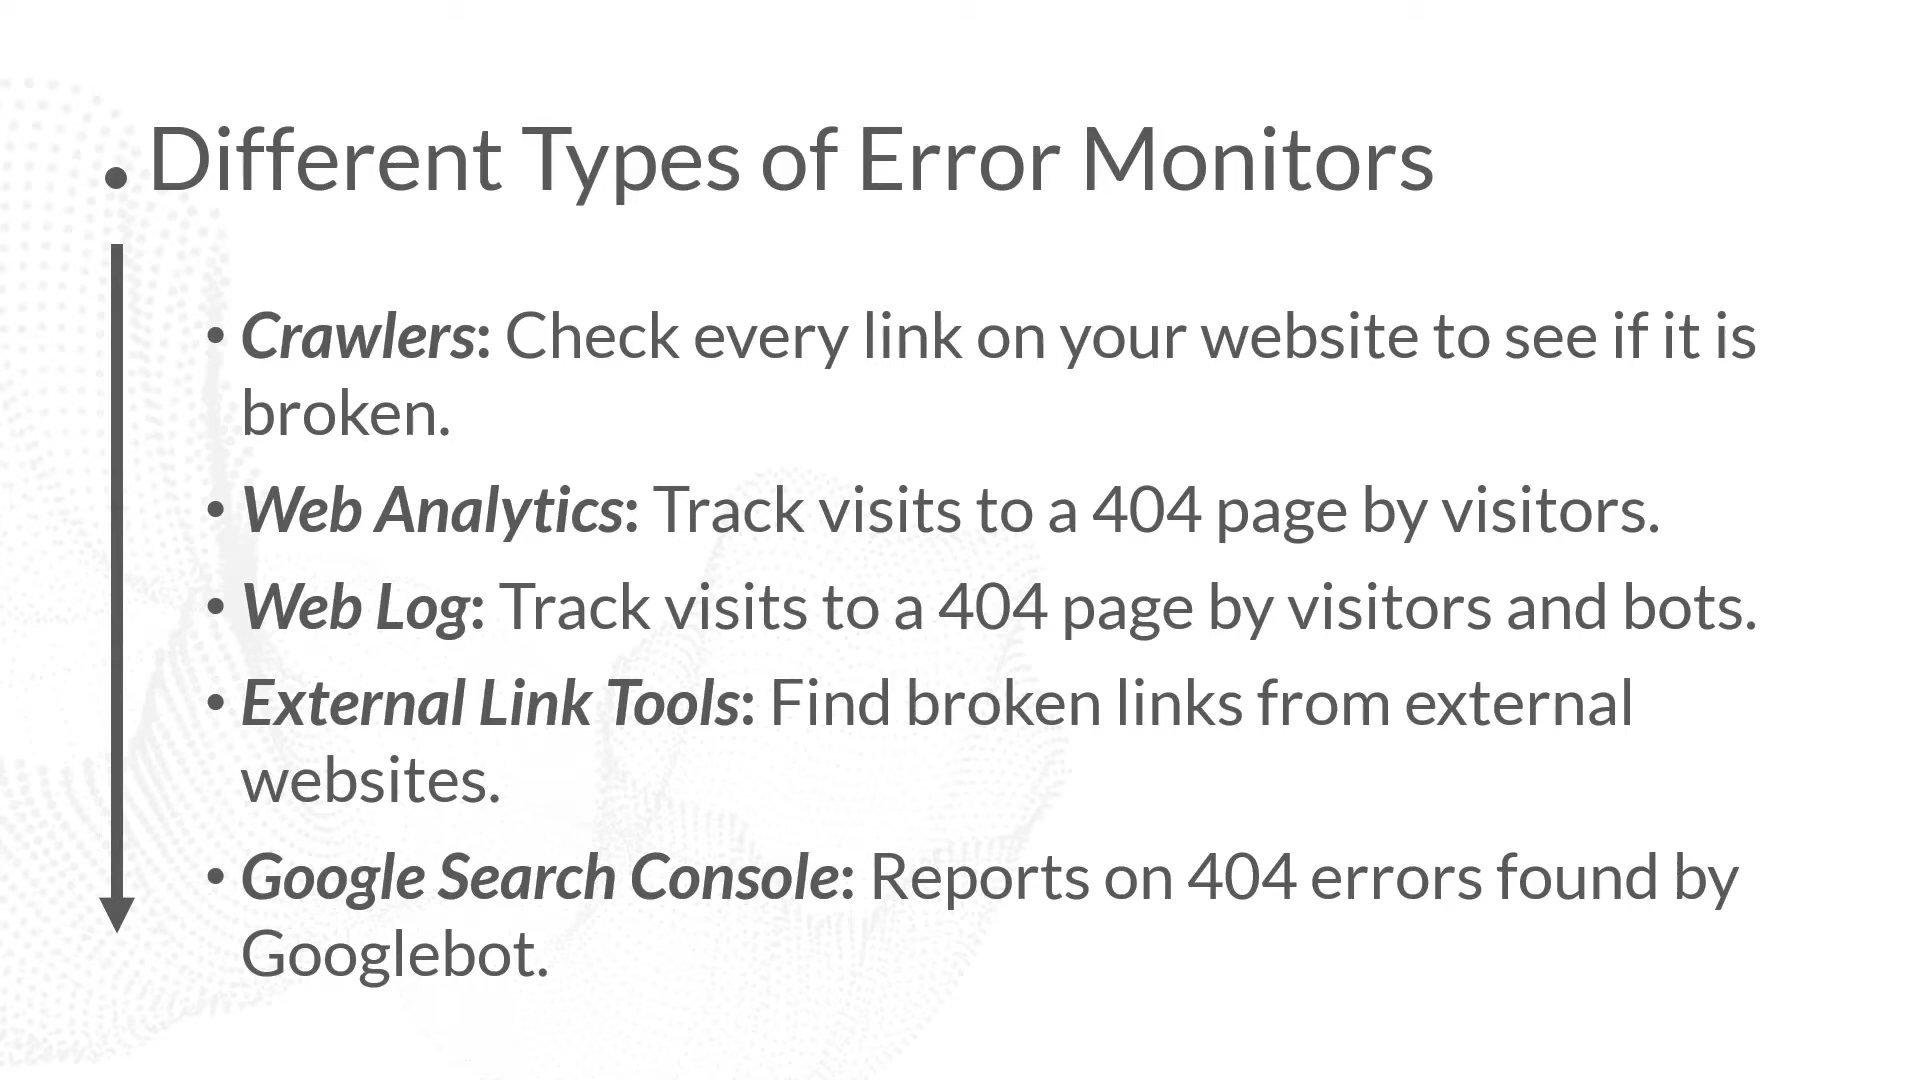 • Different Types of Error Monitors
• Crawlers: Check every link on your website to see if it is
broken.
• Web Analytics: Track visits to a 404 page by visitors.
• Web Log: Track visits to a 404 page by visitors and bots.
• External Link Tools: Find broken links from external
websites.
• Google Search Console: Reports on 404 errors found by
Googlebot.